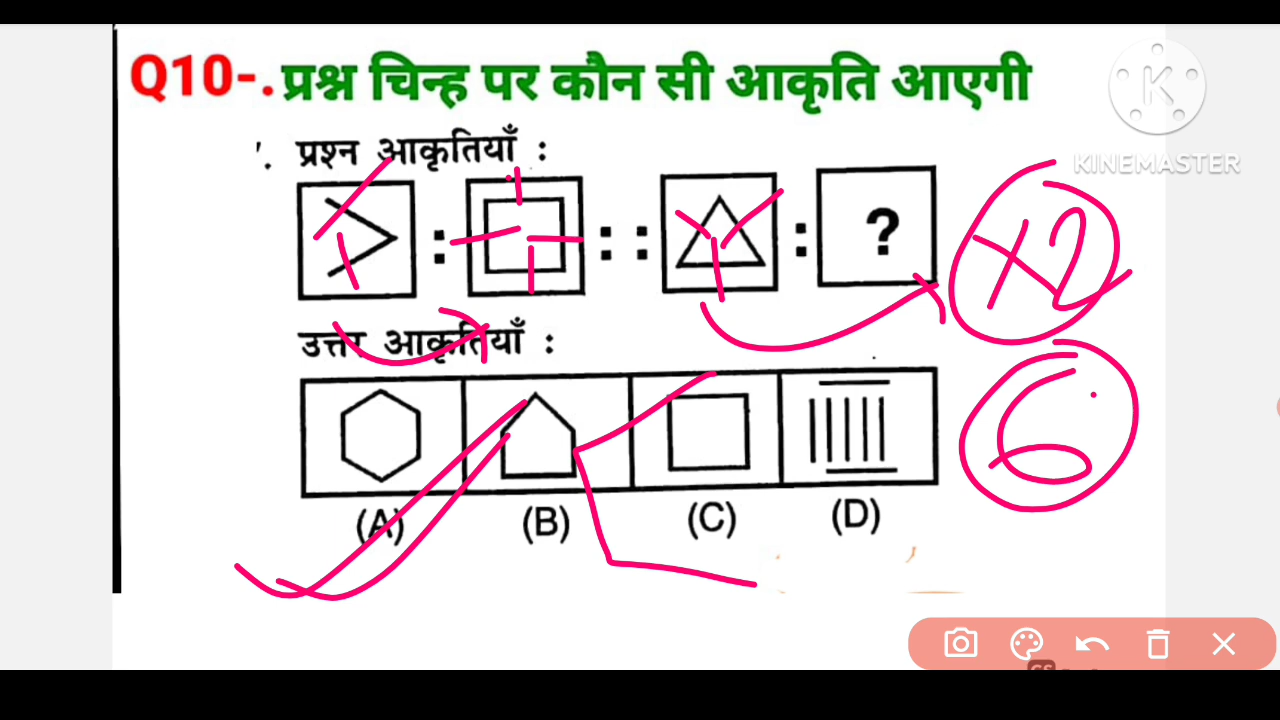 Q10-. प्रश्न चिन्ह पर कौन सी आकृति आएगी
KINEMASTER
'. प्रश्न आकृतियाँ :
: :: : ?
×2
उत्तर आकृतियाँ :
6
(A) (B) (C) (D)